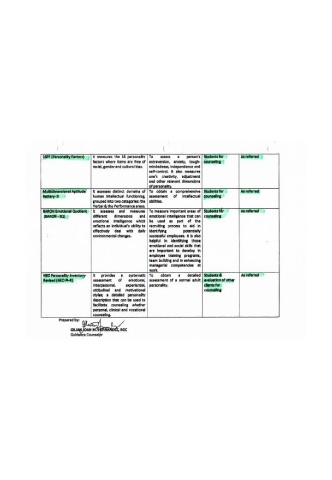 16PF (Personality Factors)
It measures the 16 personality
factors where items are free of
racial, gender and cultural bias.
To assess a person's
extraversion, anxiety, tough-
mindedness, independence and
self-control. It also measures
one's creativity, adjustment
and other relevant dimensions
of personality.
Students for
counseling
As referred
Multidimensional Aptitude
Battery-II
It assesses distinct domains of
human intellectual functioning,
grouped into two categories: the
Verbal & the Performance areas.
To obtain a comprehensive
assessment of intellectual
abilities.
Students for
counseling
As referred
BARON Emotional Quotient
It assesses and measures
different dimensions and
emotional intelligence which
reflects an individual's ability to
effectively deal with daily
environmental changes.
To measure important areas of
emotional intelligence that can
be used as part of the
recruiting process to aid in
identifying potentially
successful employees. It is also
helpful in identifying those
emotional and social skills that
are important to develop in
employee training programs,
team building and in enhancing
managerial competencies at
work.
Students for
counseling
As referred
NEO Personality Inventory-
Revised (NEO PI-R)
It provides a systematic
assessment of emotional,
interpersonal, experiential,
attitudinal and motivational
styles; a detailed personality
description that can be used to
facilitate counseling whether
personal, clinical and vocational
counseling.
To obtain a detailed
assessment of a normal adult
personality.
Students &
evaluation of other
clients for
counseling
As referred
Prepared by:
Guidance Counselor